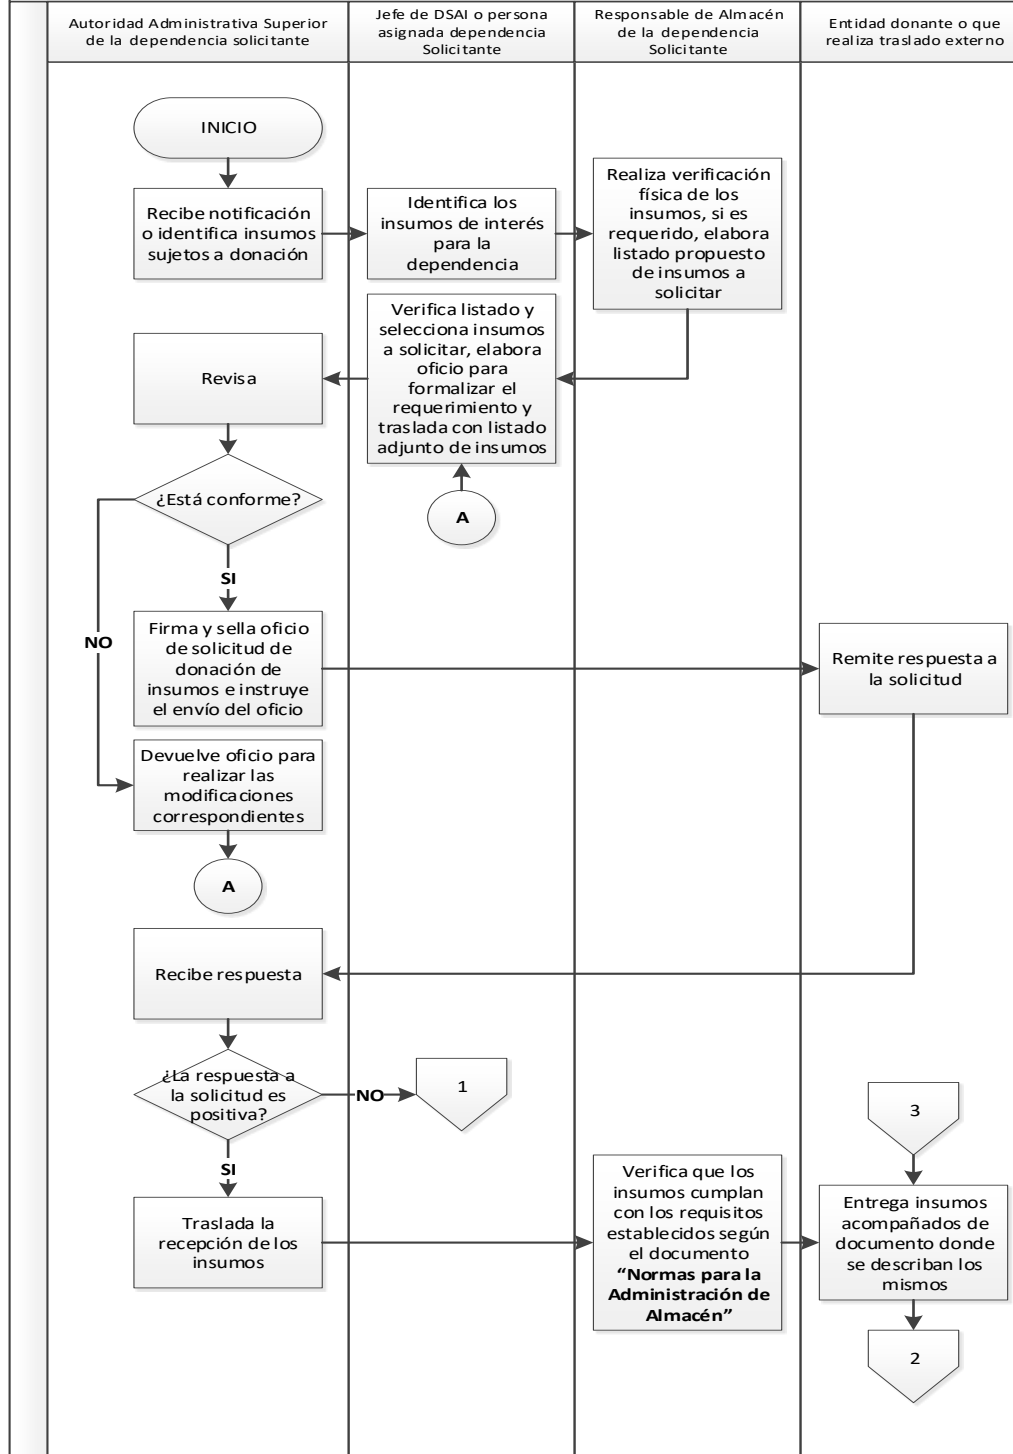 Autoridad Administrativa Superior
de la dependencia solicitante
Jefe de DSAI o persona
asignada dependencia
Solicitante
Responsable de Almacén
de la dependencia
Solicitante
Entidad donante o que
realiza traslado externo
INICIO
Recibe notificación
o identifica insumos
sujetos a donación
Identifica los
insumos de interés
para la
dependencia
Realiza verificación
física de los
insumos, si es
requerido, elabora
listado propuesto
de insumos a
solicitar
Verifica listado y
selecciona insumos
a solicitar, elabora
oficio para
formalizar el
requerimiento y
traslada con listado
adjunto de insumos
Revisa
¿Está conforme?
A
SI
NO
Firma y sella oficio
de solicitud de
donación de
insumos e instruye
el envío del oficio
Remite respuesta a
la solicitud
Devuelve oficio para
realizar las
modificaciones
correspondientes
A
Recibe respuesta
¿La respuesta a
la solicitud es
positiva?
NO
1
3
SI
Traslada la
recepción de los
insumos
Verifica que los
insumos cumplan
con los requisitos
establecidos según
el documento
“Normas para la
Administración de
Almacén”
Entrega insumos
acompañados de
documento donde
se describan los
mismos
2